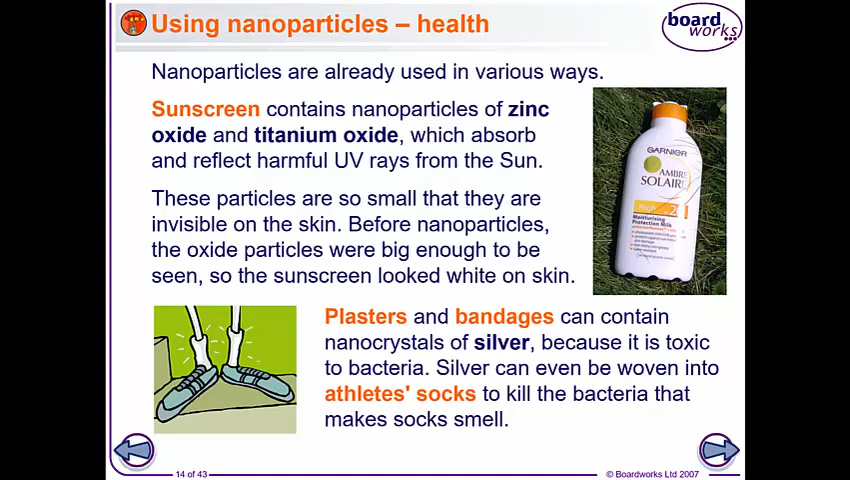 Using nanoparticles – health
board
works
Nanoparticles are already used in various ways.
Sunscreen contains nanoparticles of zinc
oxide and titanium oxide, which absorb
and reflect harmful UV rays from the Sun.
These particles are so small that they are
invisible on the skin. Before nanoparticles,
the oxide particles were big enough to be
seen, so the sunscreen looked white on skin.
GARNIER
AMBRE
SOLAIRE
High
Moisturising
Protection Milk
Plasters and bandages can contain
nanocrystals of silver, because it is toxic
to bacteria. Silver can even be woven into
athletes' socks to kill the bacteria that
makes socks smell.
14 of 43
© Boardworks Ltd 2007